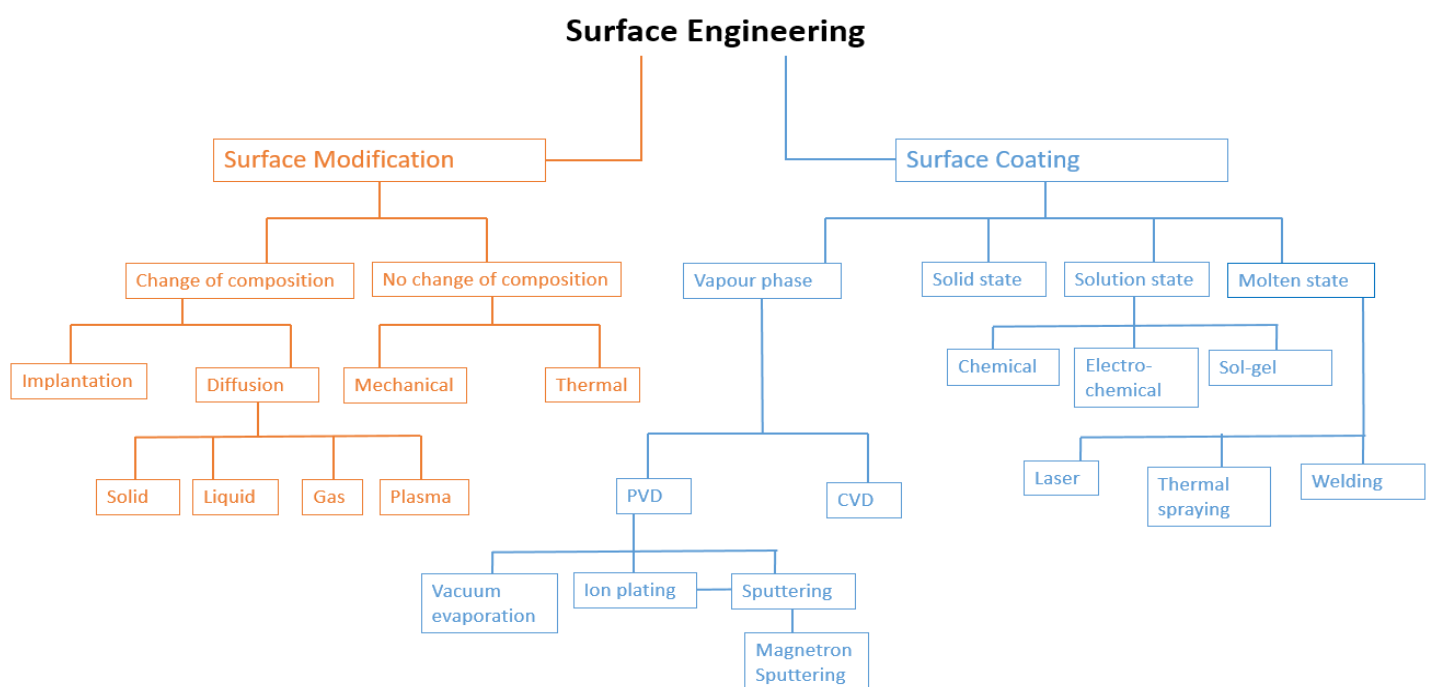 Surface Engineering
Surface Modification
Surface Coating
Change of composition
No change of composition
Vapour phase
Solid state
Solution state
Molten state
Implantation
Diffusion
Mechanical
Thermal
Chemical
Electro-
chemical
Sol-gel
Solid
Liquid
Gas
Plasma
PVD
CVD
Laser
Thermal
spraying
Welding
Vacuum
evaporation
Ion plating
Sputtering
Magnetron
Sputtering